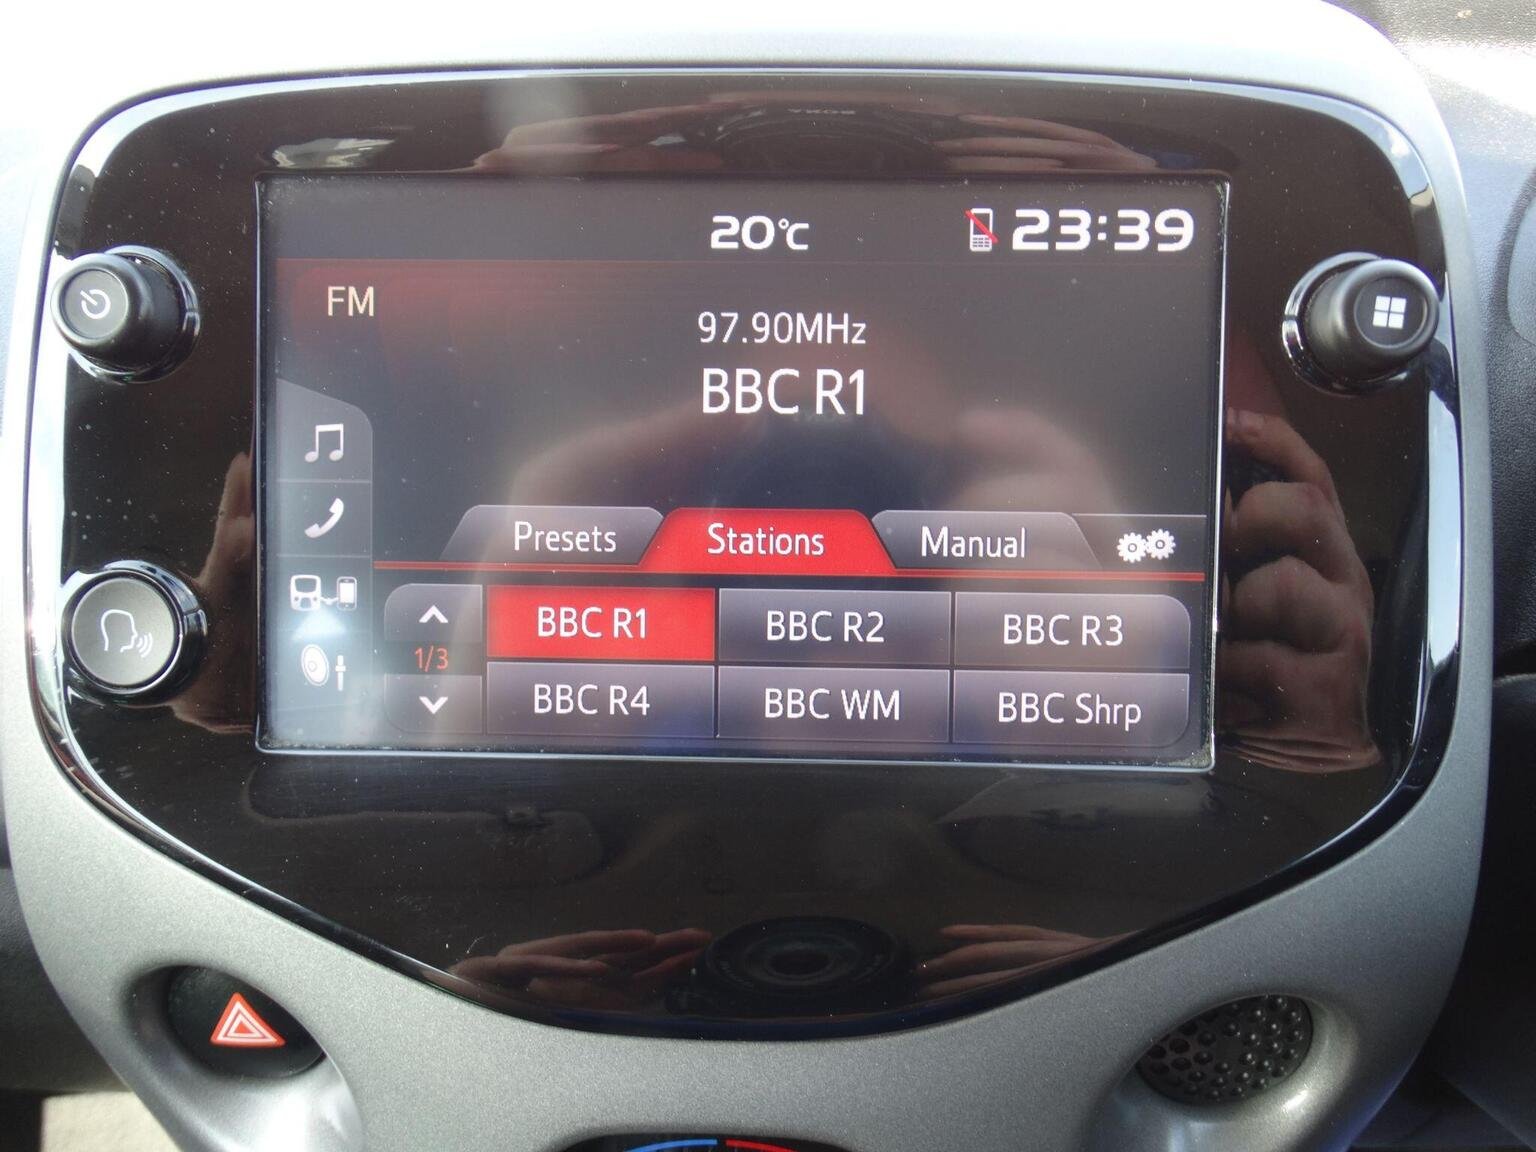 20°C 23:39
FM
97.90MHz
BBC R1
Presets Stations Manual
BBC R1 BBC R2 BBC R3
1/3
BBC R4 BBC WM BBC Shrp